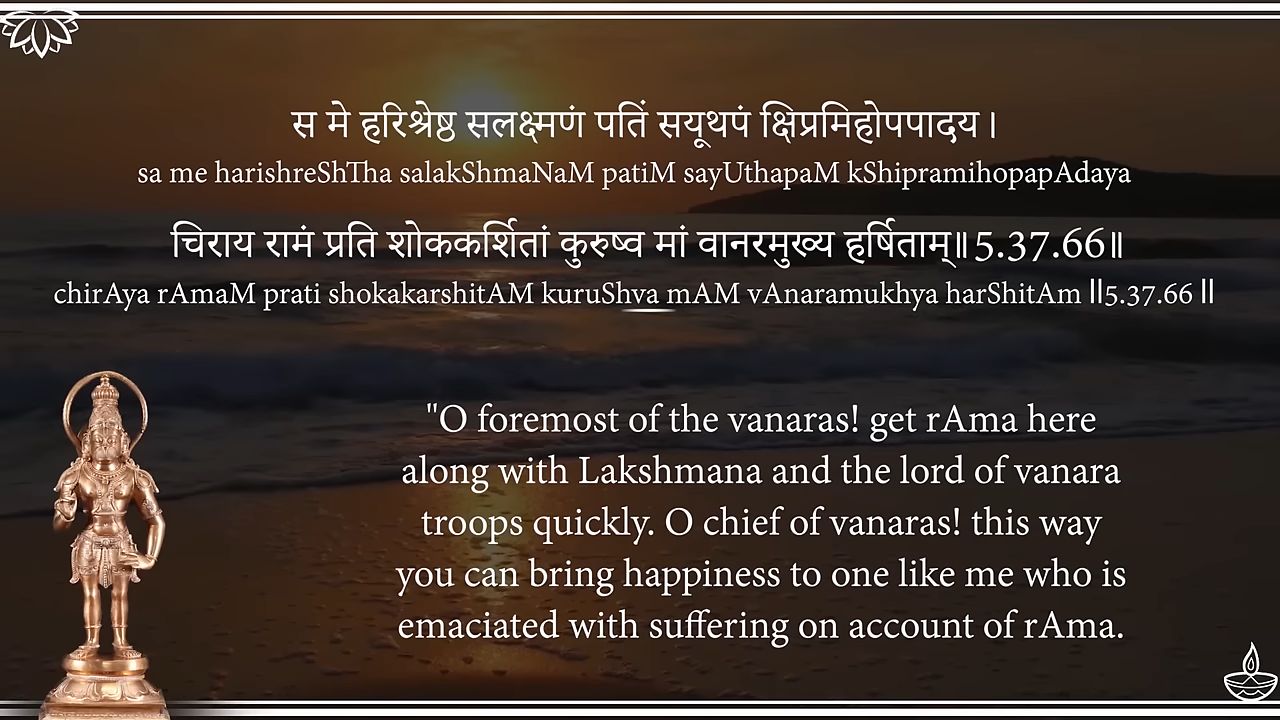 स मे हरिश्रेष्ठ सलक्ष्मणं पतिं सयूथपं क्षिप्रमिहोपपादय।
sa me harishreShTha salakShmaNaM patiM sayUthapaM kShipramihopapAdaya
चिराय रामं प्रति शोककर्शितां कुरुष्व मां वानरमुख्य हर्षिताम्॥5.37.66॥
chirAya rAmaM prati shokakarshitAM kuruShva mAM vAnaramukhya harShitAm ||5.37.66 ||
"O foremost of the vanaras! get rAma here
along with Lakshmana and the lord of vanara
troops quickly. O chief of vanaras! this way
you can bring happiness to one like me who is
emaciated with suffering on account of rAma.